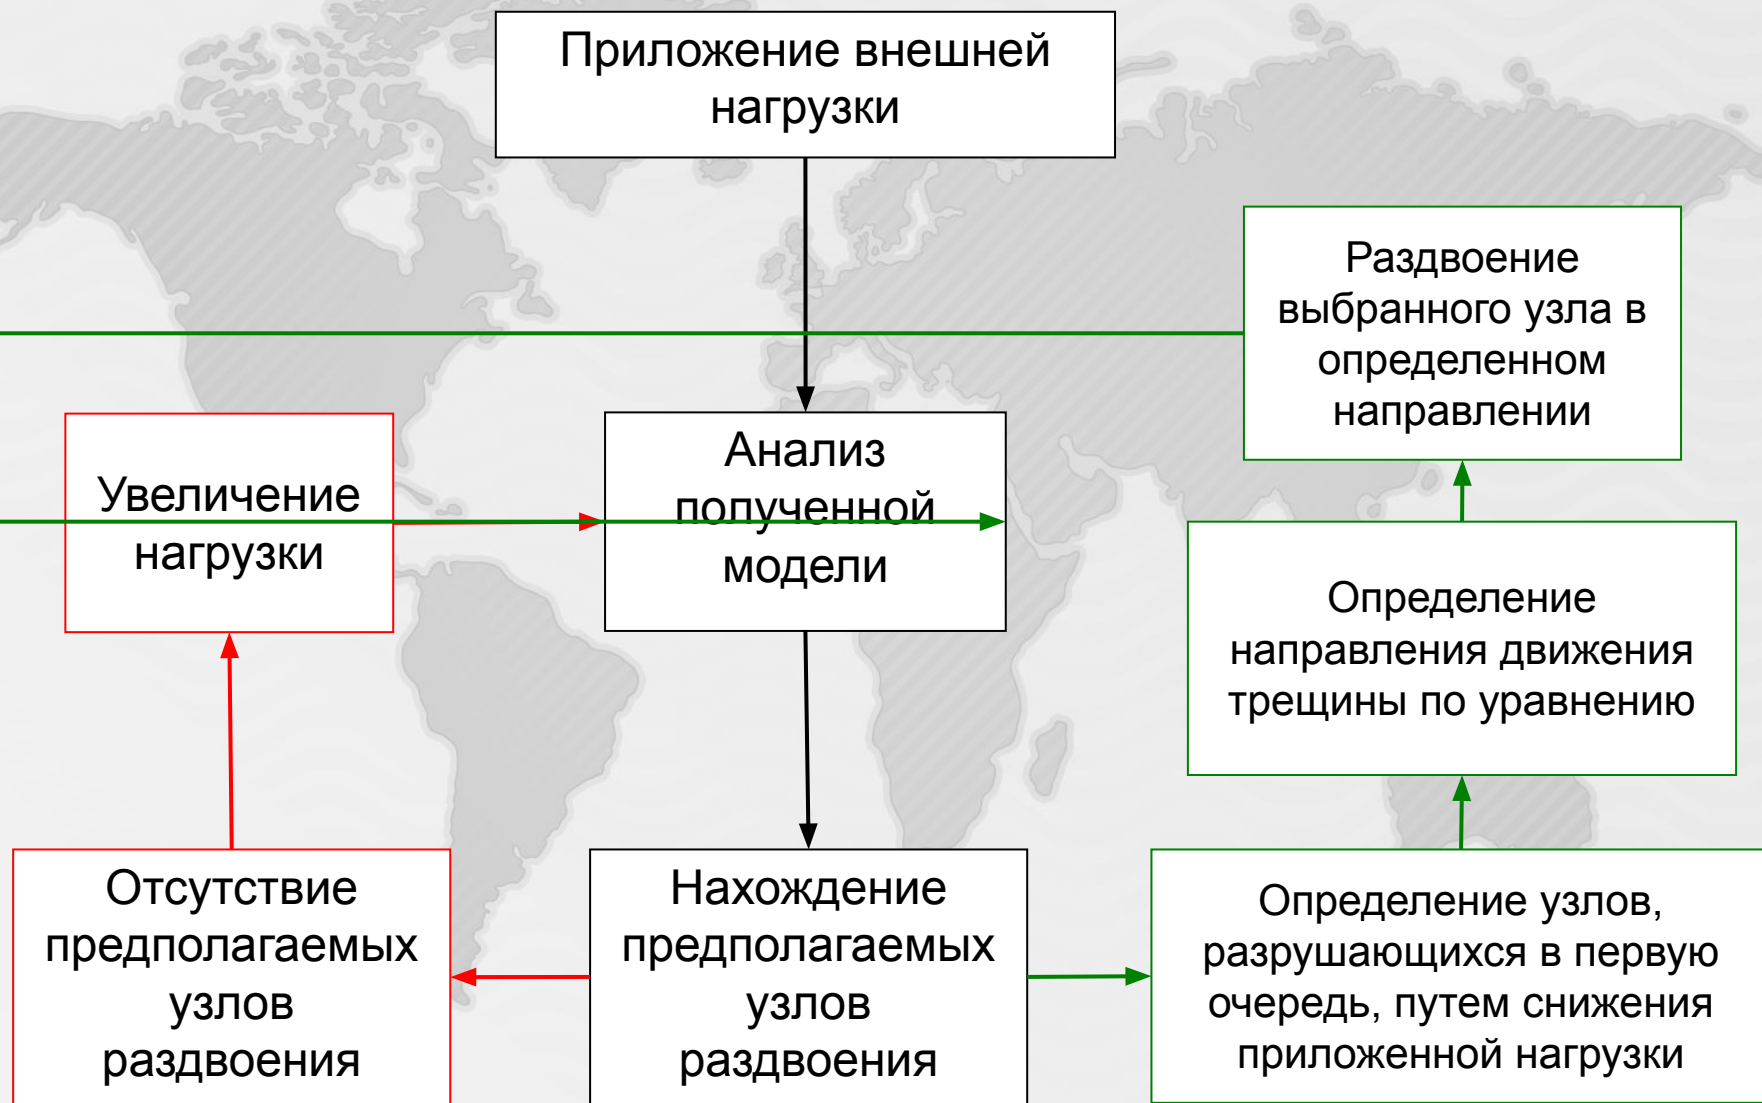 Приложение внешней
нагрузки
Раздвоение
выбранного узла в
определенном
направлении
Увеличение
нагрузки
Анализ
полученной
модели
Определение
направления движения
трещины по уравнению
Отсутствие
предполагаемых
узлов
раздвоения
Нахождение
предполагаемых
узлов
раздвоения
Определение узлов,
разрушающихся в первую
очередь, путем снижения
приложенной нагрузки